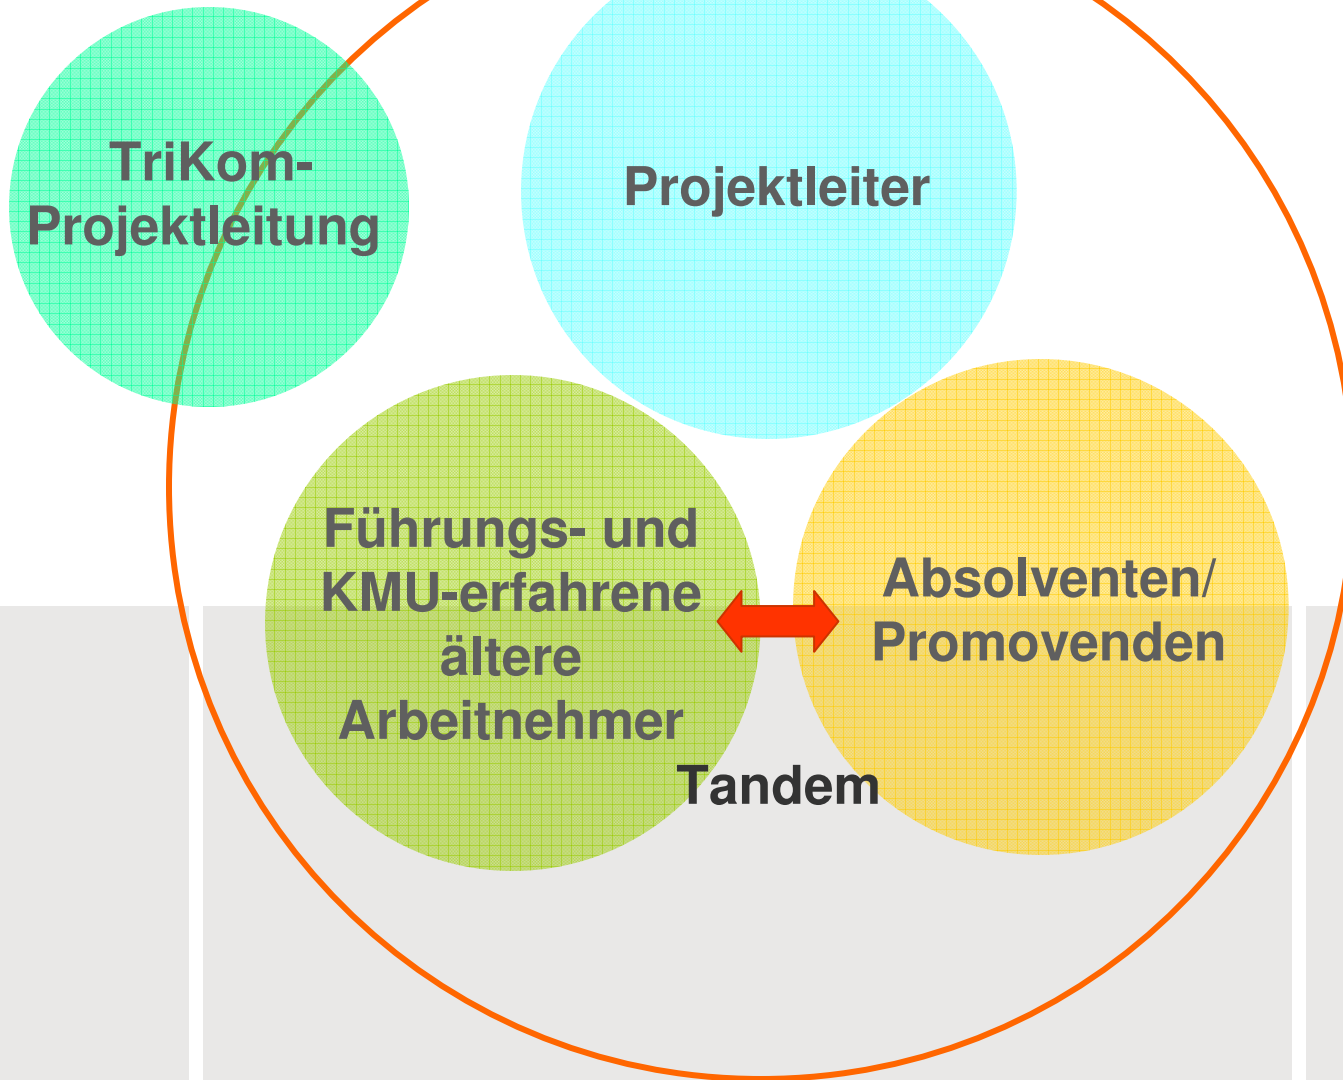 TriKom-
Projektleitung
Projektleiter
Führungs- und
KMU-erfahrene
ältere
Arbeitnehmer
Absolventen/
Promovenden
Tandem